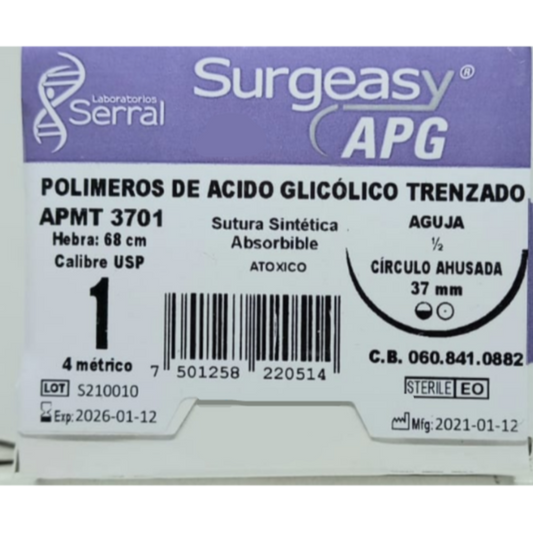 Laboratorios
Serral
Surgeasy®
APG
POLIMEROS DE ACIDO GLICÓLICO TRENZADO
APMT 3701
Hebra: 68 cm
Calibre USP
1
4 métrico
Sutura Sintética
Absorbible
ATOXICO
AGUJA
½
CÍRCULO AHUSADA
37 mm
7 501258 220514
C.B. 060.841.0882
LOT S210010
STERILE EO
Exp: 2026-01-12
Mfg: 2021-01-12